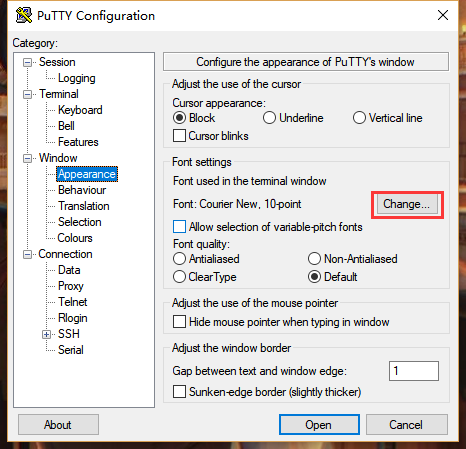 PuTTY Configuration
Category:
Session
Logging
Terminal
Keyboard
Bell
Features
Window
Appearance
Behaviour
Translation
Selection
Colours
Connection
Data
Proxy
Telnet
Rlogin
SSH
Serial
Configure the appearance of PuTTY's window
Adjust the use of the cursor
Cursor appearance:
Block Underline Vertical line
Cursor blinks
Font settings
Font used in the terminal window
Font: Courier New, 10-point Change...
Allow selection of variable-pitch fonts
Font quality:
Antialiased Non-Antialiased
ClearType Default
Adjust the use of the mouse pointer
Hide mouse pointer when typing in window
Adjust the window border
Gap between text and window edge: 1
Sunken-edge border (slightly thicker)
About Open Cancel